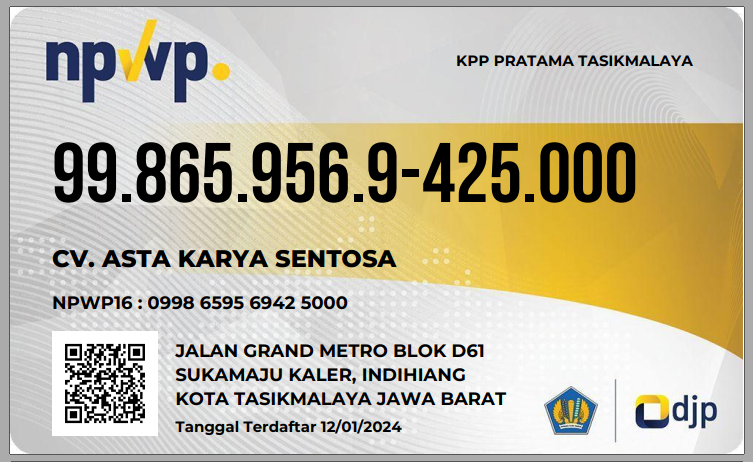 npwp.
KPP PRATAMA TASIKMALAYA
99.865.956.9-425.000
CV. ASTA KARYA SENTOSA
NPWP16 : 0998 6595 6942 5000
JALAN GRAND METRO BLOK D61
SUKAMAJU KALER, INDIHIANG
KOTA TASIKMALAYA JAWA BARAT
Tanggal Terdaftar 12/01/2024
djp